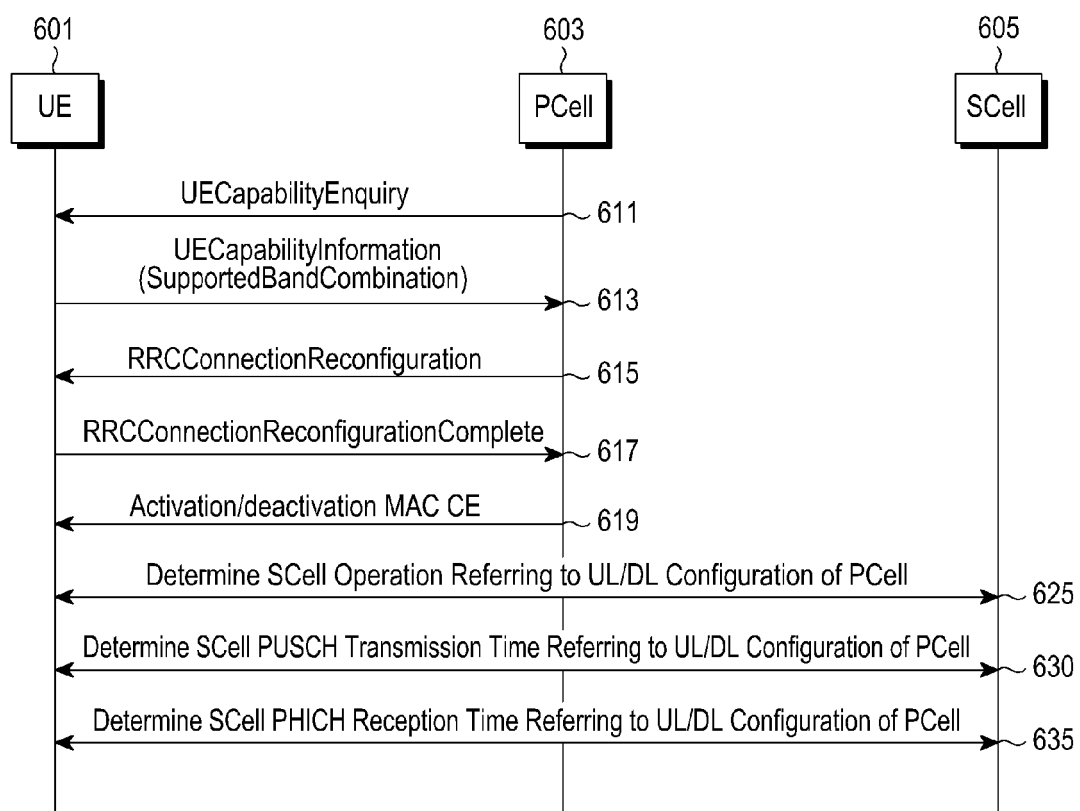 601
603
605
UE
PCell
SCell
UECapabilityEnquiry
611
UECapabilityInformation
(SupportedBandCombination)
613
RRCConnectionReconfiguration
615
RRCConnectionReconfigurationComplete
617
Activation/deactivation MAC CE
619
Determine SCell Operation Referring to UL/DL Configuration of PCell
625
Determine SCell PUSCH Transmission Time Referring to UL/DL Configuration of PCell
630
Determine SCell PHICH Reception Time Referring to UL/DL Configuration of PCell
635